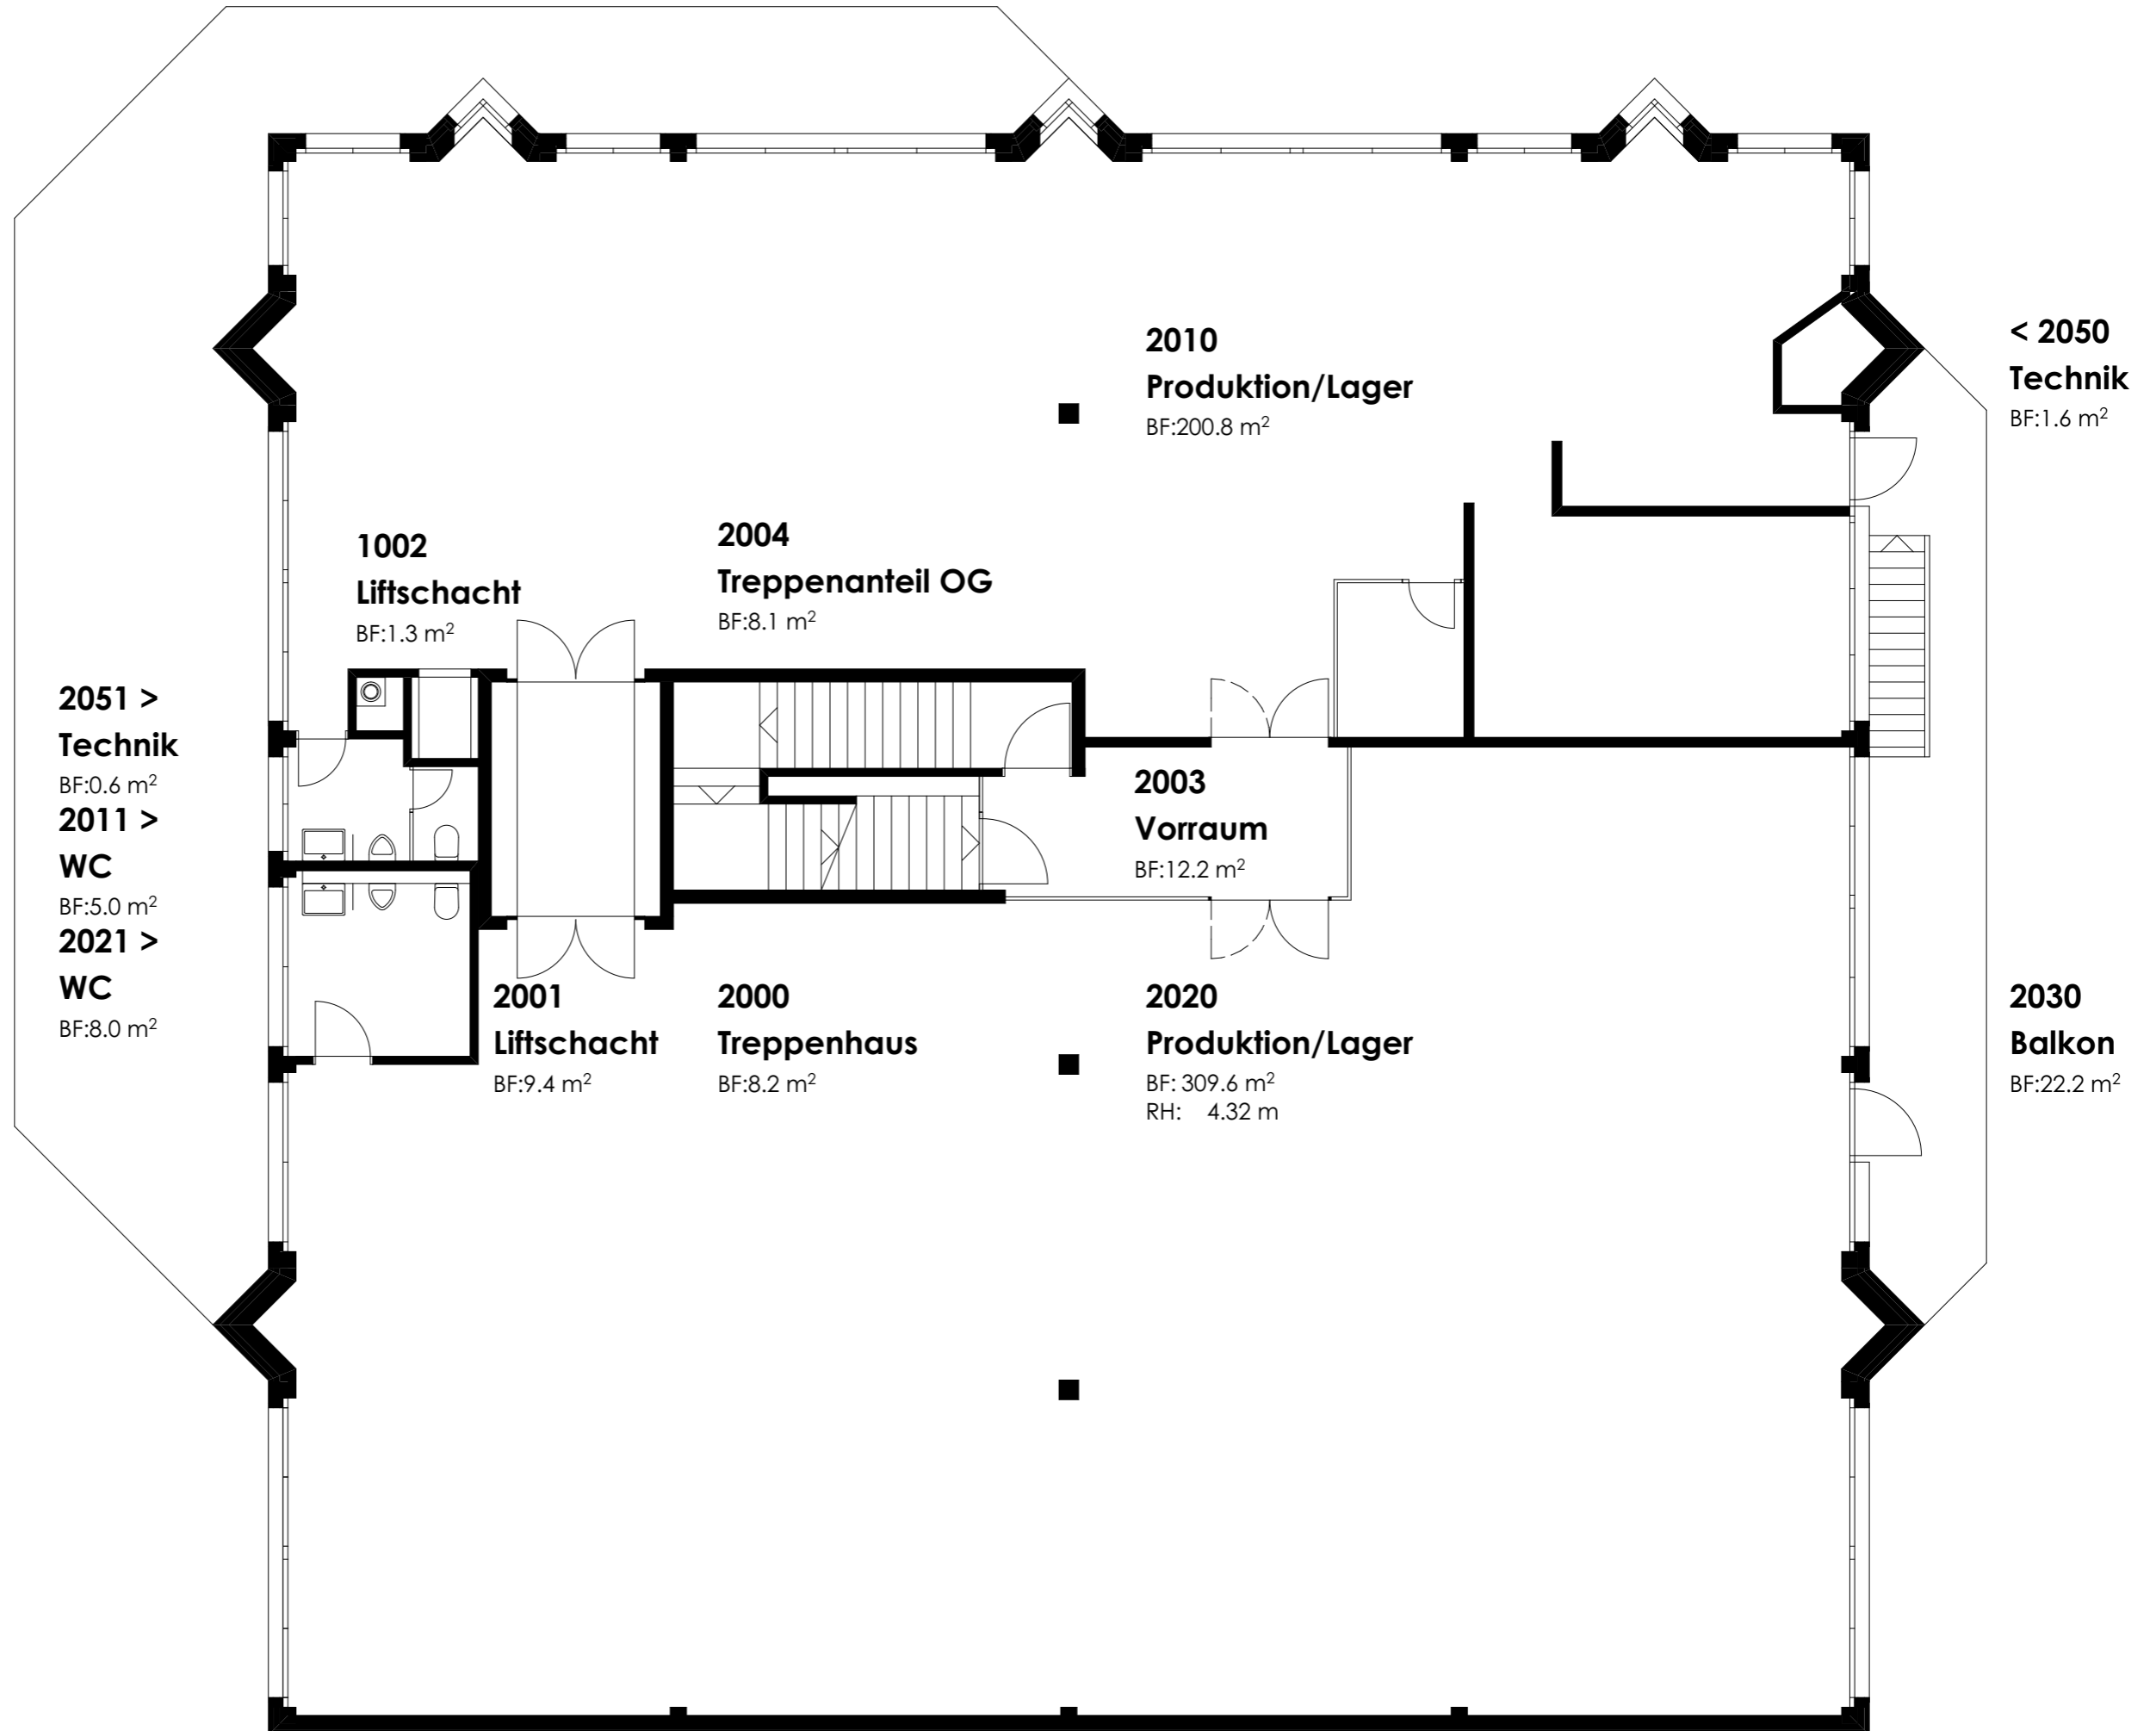 2010
Produktion/Lager
BF:200.8 m²
< 2050
Technik
BF:1.6 m²
1002
Liftschacht
BF:1.3 m²
2004
Treppenanteil OG
BF:8.1 m²
2051 >
Technik
BF:0.6 m²
2011 >
WC
BF:5.0 m²
2021 >
WC
BF:8.0 m²
2003
Vorraum
BF:12.2 m²
2001
Liftschacht
BF:9.4 m²
2000
Treppenhaus
BF:8.2 m²
2020
Produktion/Lager
BF: 309.6 m²
RH: 4.32 m
2030
Balkon
BF:22.2 m²